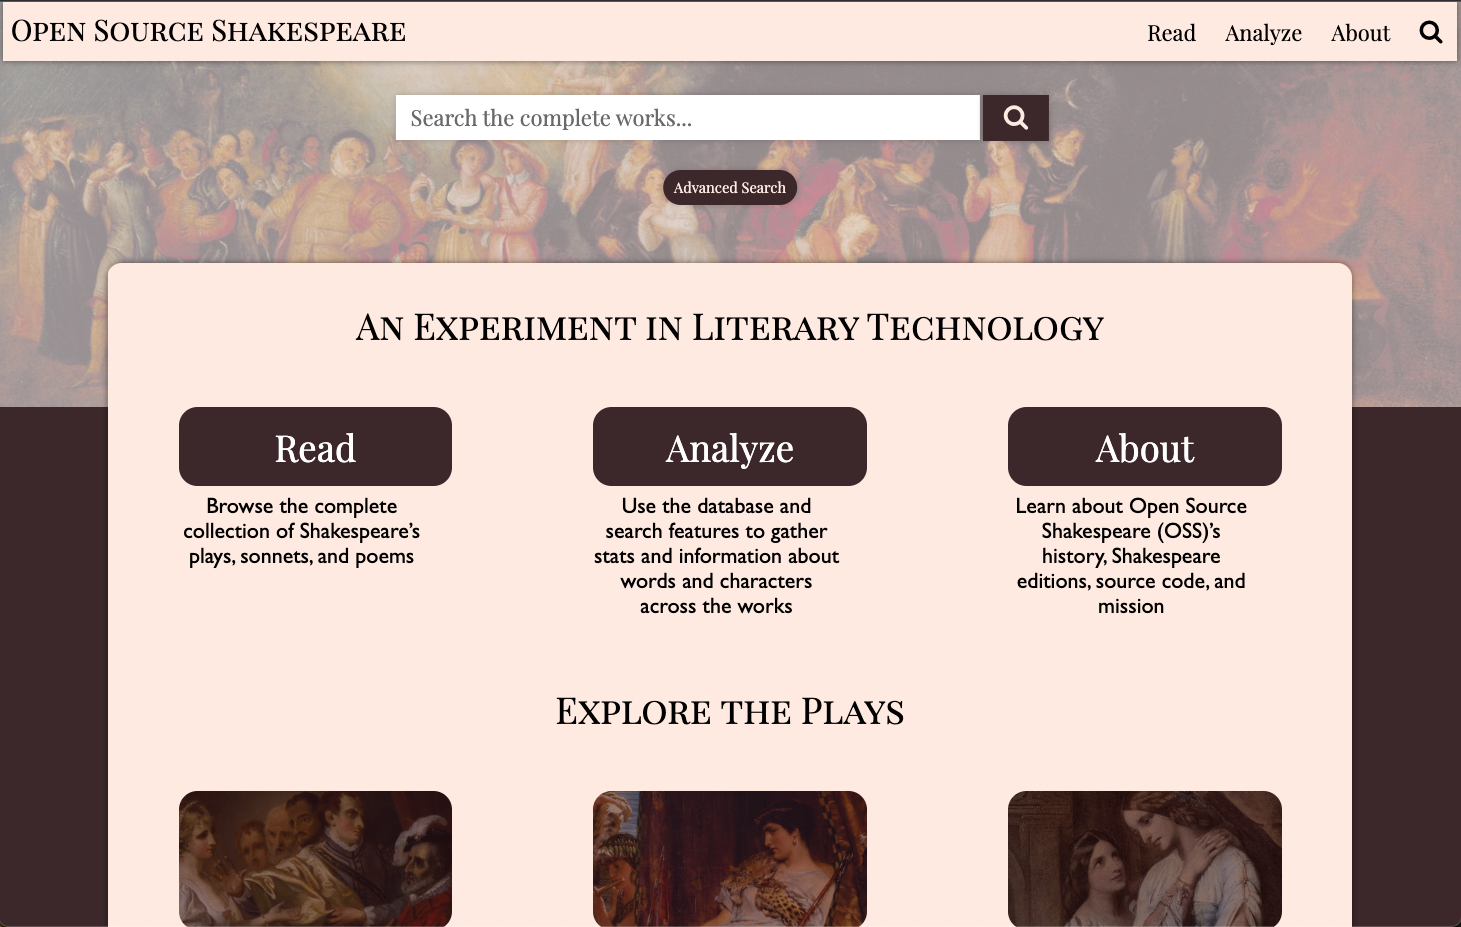 Open Source Shakespeare
Read Analyze About
Search the complete works...
Advanced Search
An Experiment in Literary Technology
Read
Browse the complete
collection of Shakespeare's
plays, sonnets, and poems
Analyze
Use the database and
search features to gather
stats and information about
words and characters
across the works
About
Learn about Open Source
Shakespeare (OSS)'s
history, Shakespeare
editions, source code, and
mission
Explore the Plays